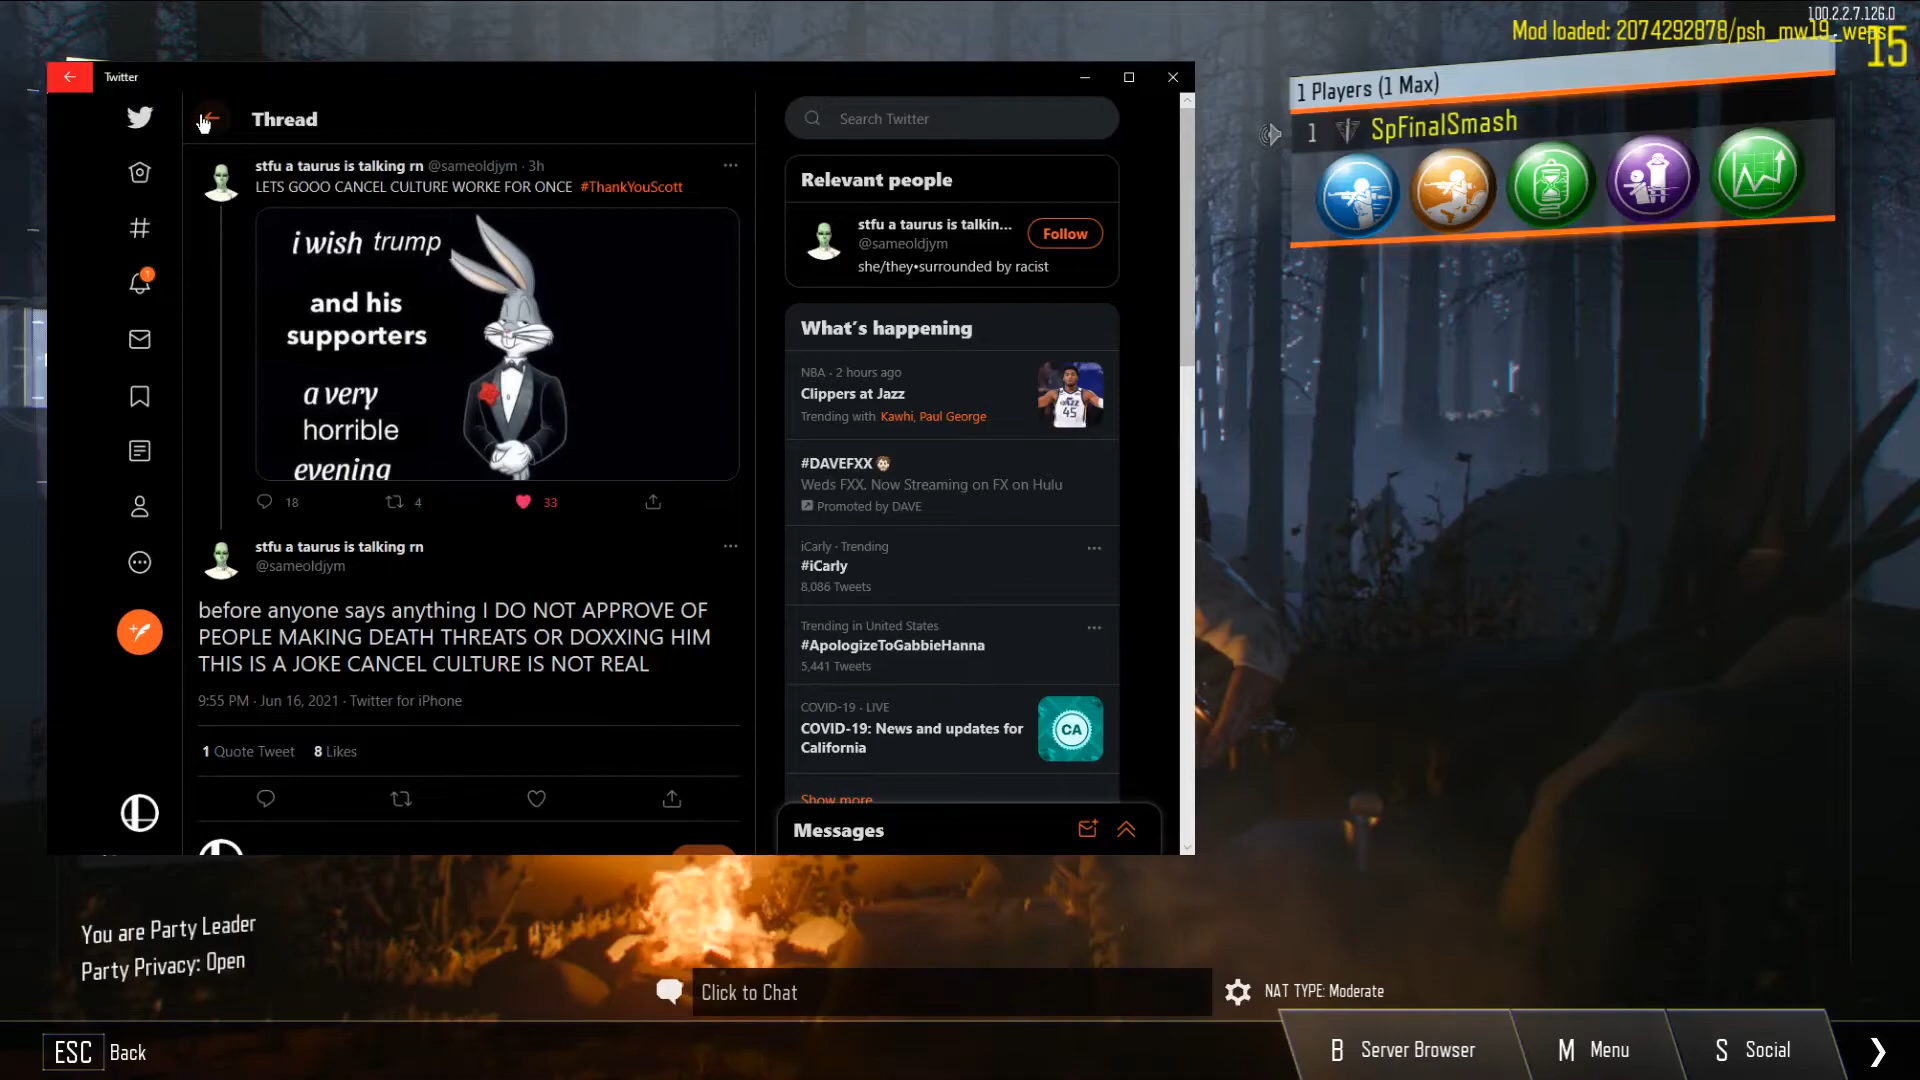 100.2.2.7.126.0
Mod loaded: 2074292878/psh_mw19_weps
15
Twitter
Thread
Search Twitter
stfu a taurus is talking rn @sameoldjym · 3h
LETS GOOO CANCEL CULTURE WORKE FOR ONCE #ThankYouScott
i wish trump
and his
supporters
a very
horrible
evening
18
4
33
stfu a taurus is talking rn
@sameoldjym
before anyone says anything I DO NOT APPROVE OF
PEOPLE MAKING DEATH THREATS OR DOXXING HIM
THIS IS A JOKE CANCEL CULTURE IS NOT REAL
9:55 PM · Jun 16, 2021 · Twitter for iPhone
1 Quote Tweet 8 Likes
Relevant people
stfu a taurus is talkin...
@sameoldjym
Follow
she/they•surrounded by racist
What's happening
NBA · 2 hours ago
Clippers at Jazz
Trending with Kawhi, Paul George
JAZZ
45
#DAVEFXX
Weds FXX. Now Streaming on FX on Hulu
Promoted by DAVE
iCarly · Trending
#iCarly
8,086 Tweets
Trending in United States
#ApologizeToGabbieHanna
5,441 Tweets
COVID-19 · LIVE
COVID-19: News and updates for
California
CA
Show more
Messages
1
1 Players (1 Max)
1 SpFinalSmash
You are Party Leader
Party Privacy: Open
Click to Chat
NAT TYPE: Moderate
ESC Back
B Server Browser
M Menu
S Social